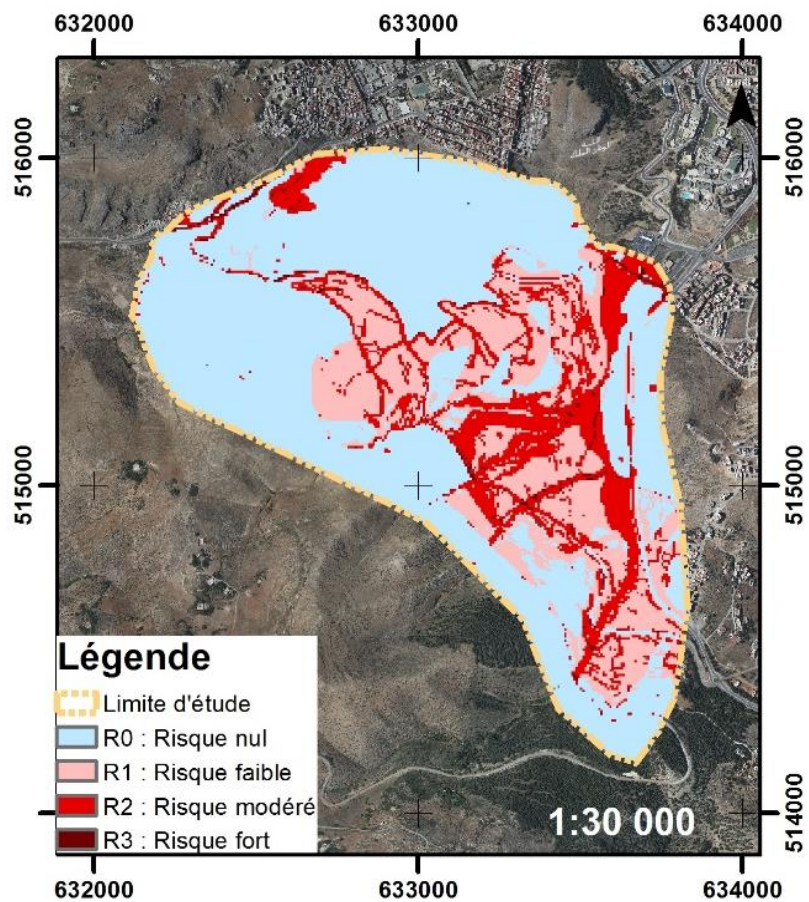 632000 633000 634000
516000 516000
515000 515000
Légende
Limite d'étude
R0 : Risque nul
R1 : Risque faible
R2 : Risque modéré
R3 : Risque fort
1:30 000
514000 514000
632000 633000 634000